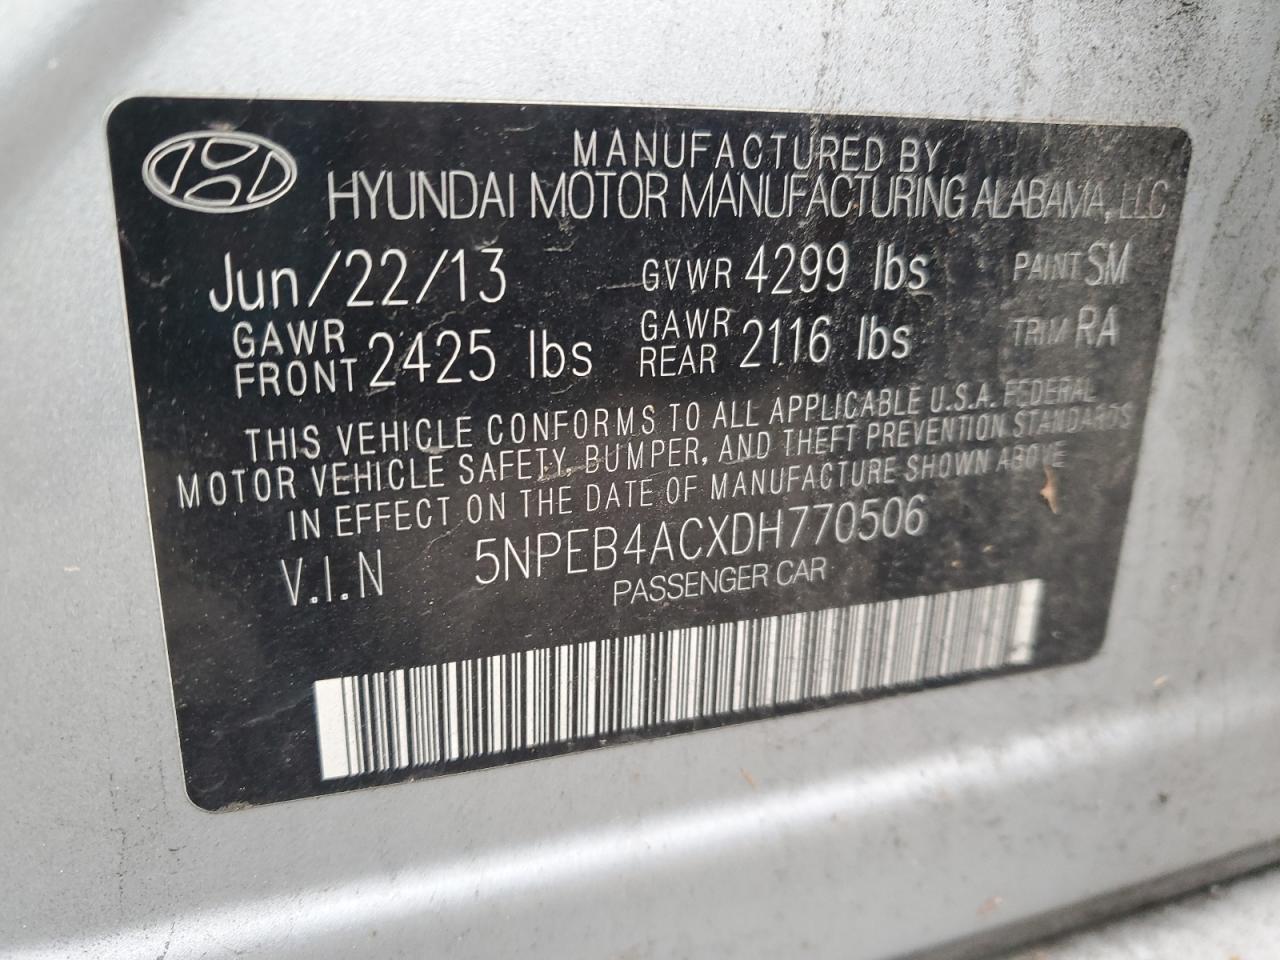 MANUFACTURED BY
HYUNDAI MOTOR MANUFACTURING ALABAMA, LLC
Jun/22/13 GVWR 4299 lbs PAINT SM
GAWR FRONT 2425 lbs GAWR REAR 2116 lbs TRIM RA
THIS VEHICLE CONFORMS TO ALL APPLICABLE U.S.A. FEDERAL
MOTOR VEHICLE SAFETY, BUMPER, AND THEFT PREVENTION STANDARDS
IN EFFECT ON THE DATE OF MANUFACTURE SHOWN ABOVE
V.I.N 5NPEB4ACXDH770506
PASSENGER CAR